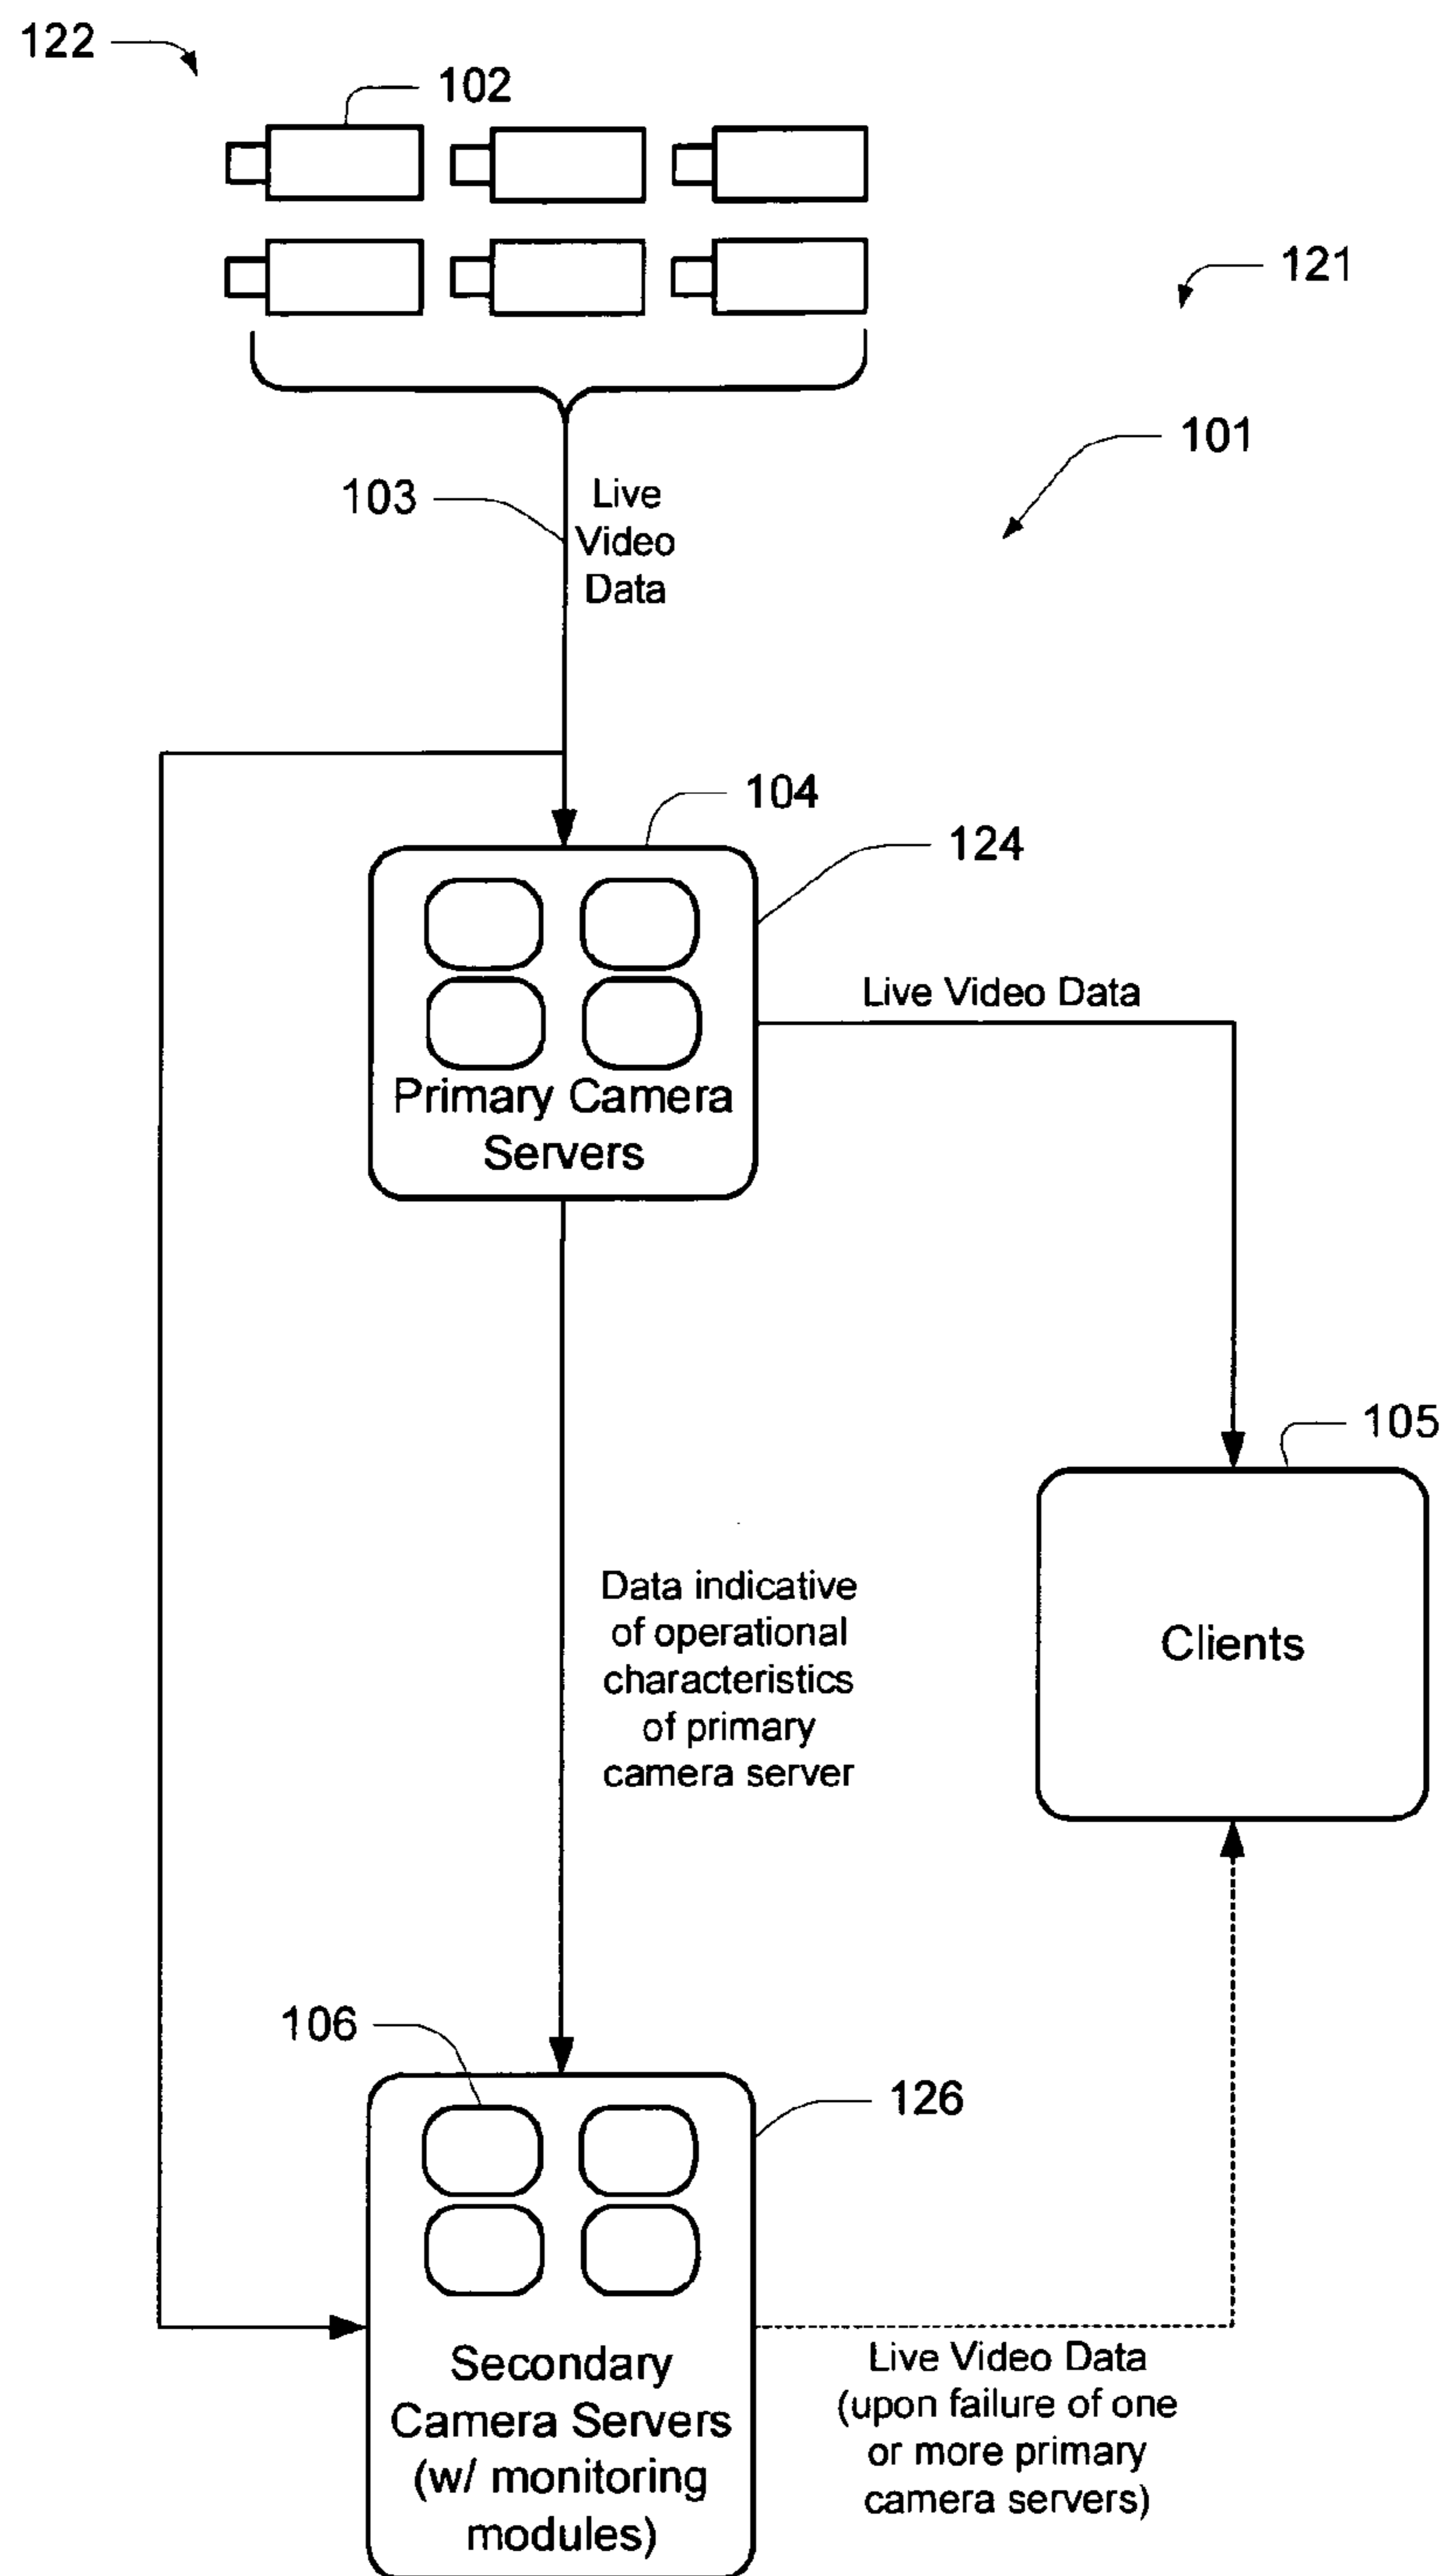 122
102
121
101
103
Live
Video
Data
104
124
Live Video Data
Primary Camera
Servers
105
Data indicative
of operational
characteristics
of primary
camera server
Clients
106
126
Secondary
Camera Servers
(w/ monitoring
modules)
Live Video Data
(upon failure of one
or more primary
camera servers)